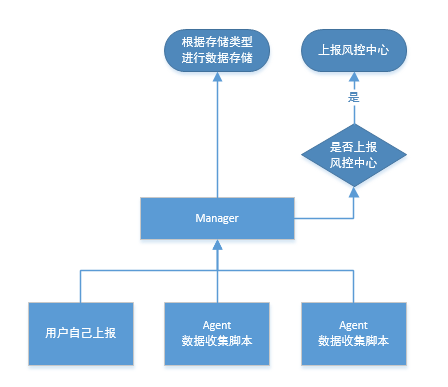 根据存储类型
进行数据存储
上报风控中心
是
是否上报
风控中心
Manager
用户自己上报
Agent
数据收集脚本
Agent
数据收集脚本